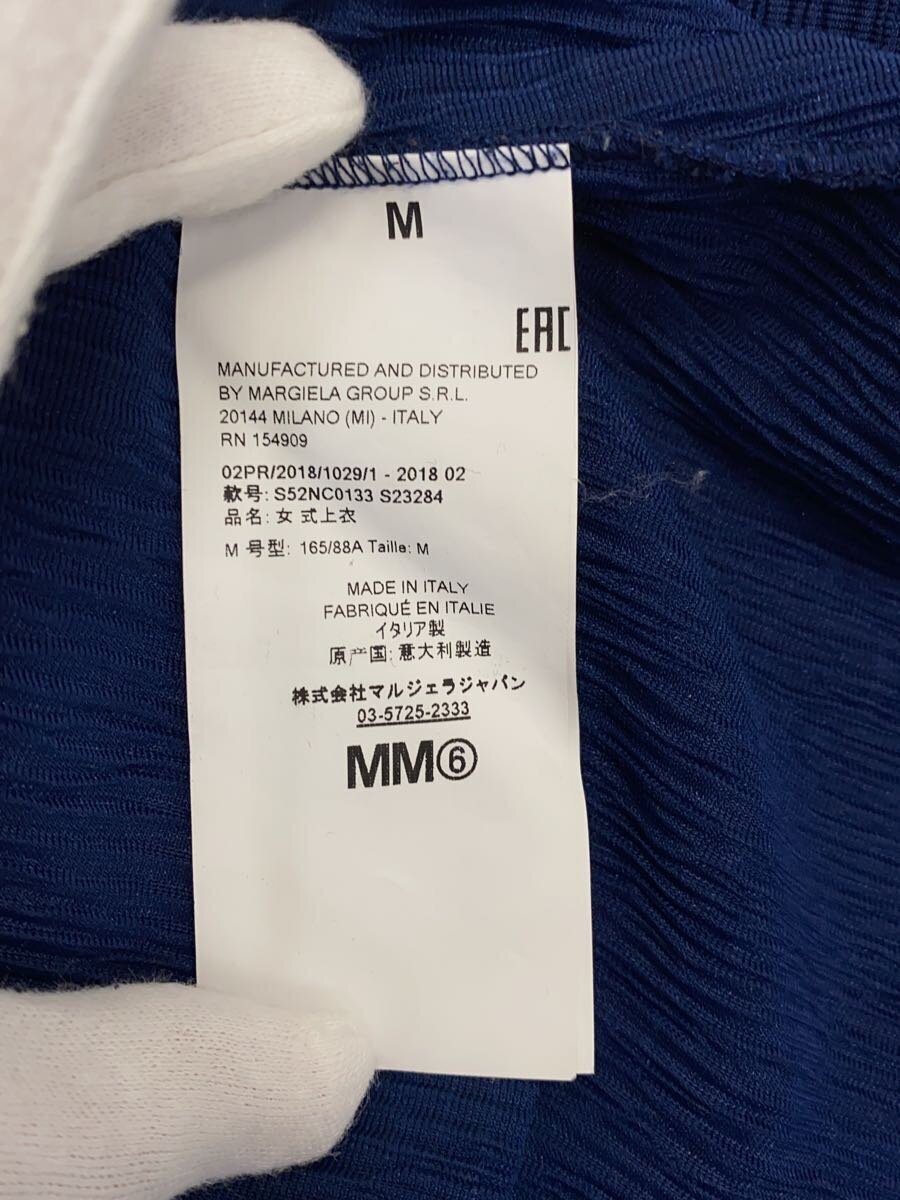 M
EAC
MANUFACTURED AND DISTRIBUTED
BY MARGIELA GROUP S.R.L.
20144 MILANO (MI) - ITALY
RN 154909
02PR/2018/1029/1 - 2018 02
款号: S52NC0133 S23284
品名: 女 式上衣
M 号型: 165/88A Taille: M
MADE IN ITALY
FABRIQUÉ EN ITALIE
イタリア製
原产国: 意大利製造
株式会社マルジェラジャパン
03-5725-2333
MM⑥